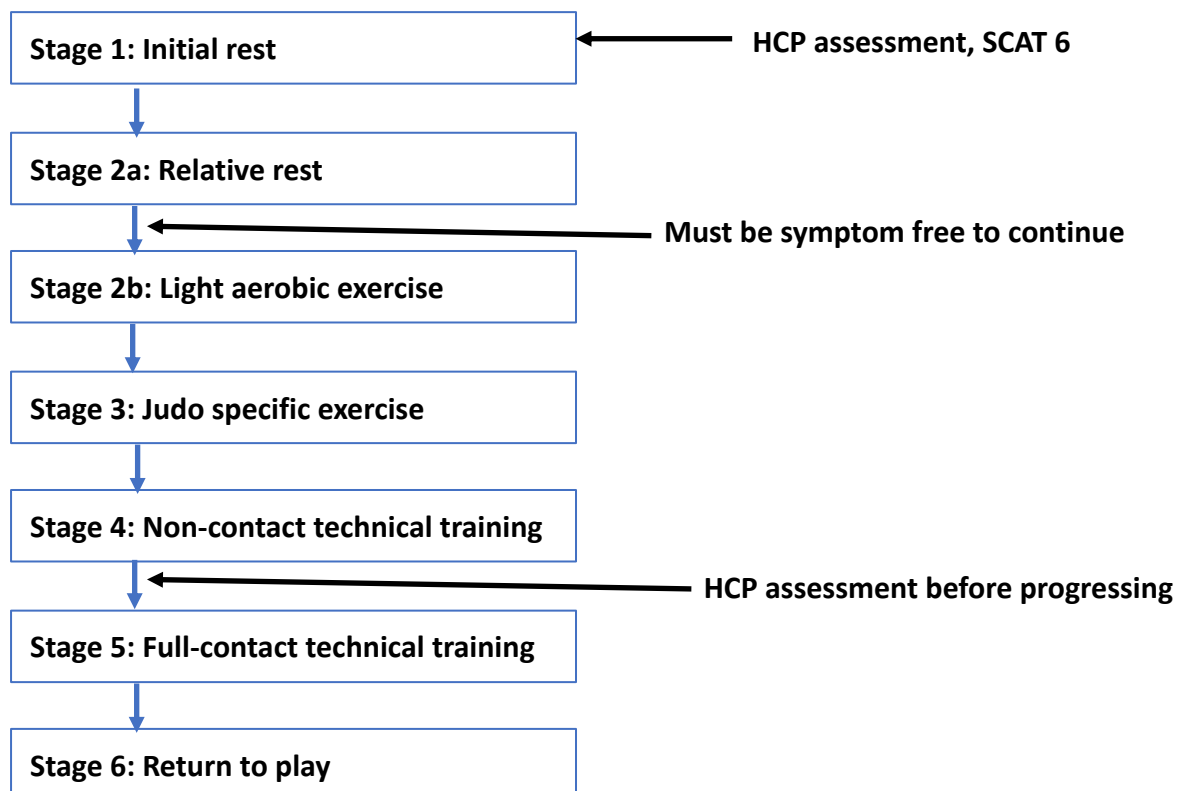 Stage 1: Initial rest
HCP assessment, SCAT 6
Stage 2a: Relative rest
Must be symptom free to continue
Stage 2b: Light aerobic exercise
Stage 3: Judo specific exercise
Stage 4: Non-contact technical training
HCP assessment before progressing
Stage 5: Full-contact technical training
Stage 6: Return to play